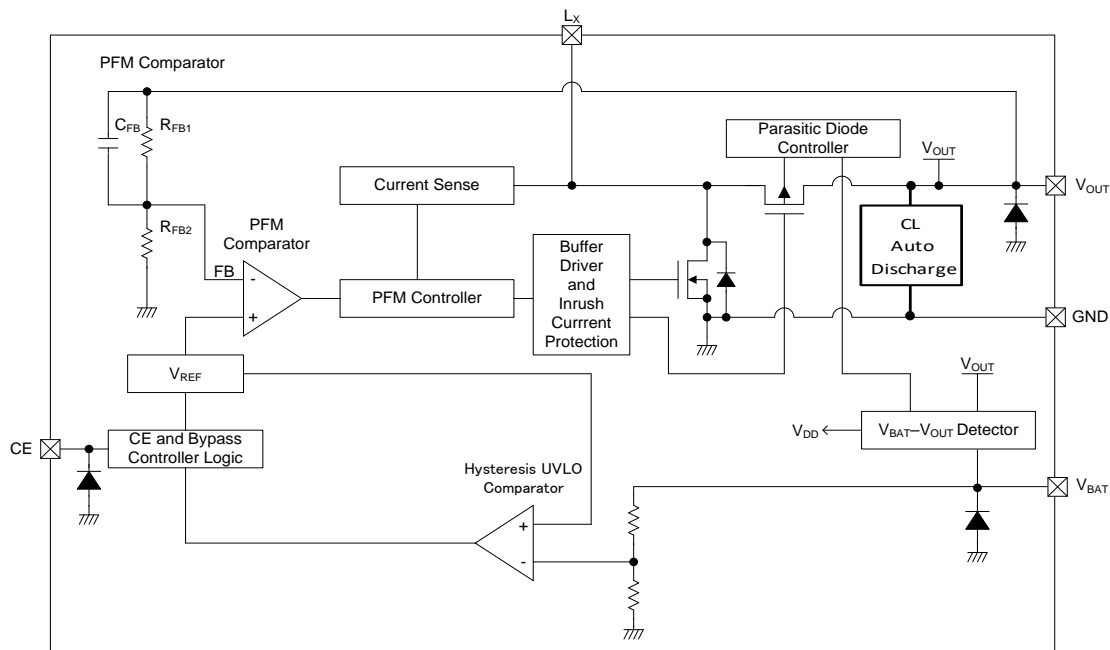 Lx
PFM Comparator
CFB
RFB1
RFB2
PFM
Comparator
FB
-
+
Current Sense
PFM Controller
Buffer
Driver
and
Inrush
Currrent
Protection
Parasitic Diode
Controller
VOUT
VOUT
CL
Auto
Discharge
GND
VREF
CE
CE and Bypass
Controller Logic
Hysteresis UVLO
Comparator
+
-
VOUT
VDD
VBAT–VOUT Detector
VBAT